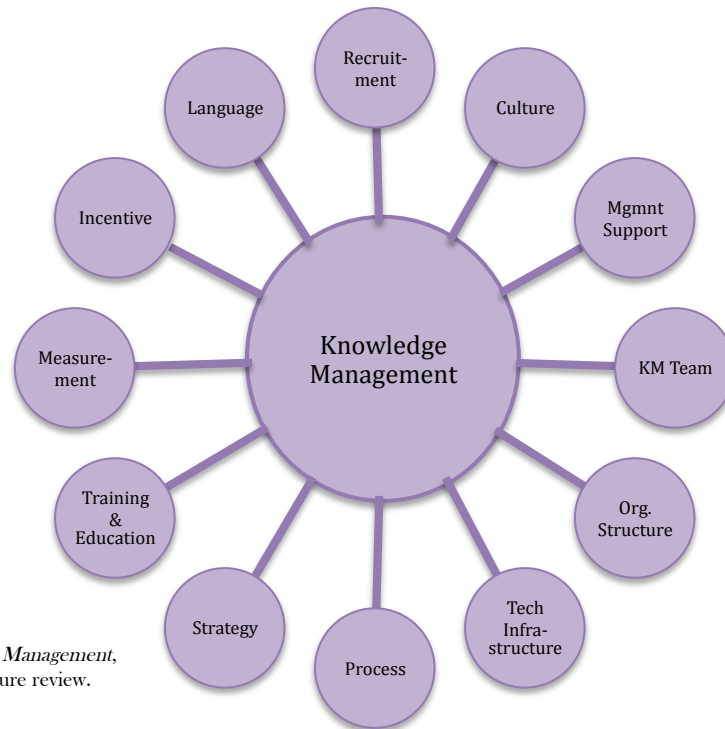 Recruit-
ment
Language
Culture
Incentive
Mgmnt
Support
Knowledge
Management
Measure-
ment
KM Team
Training
&
Education
Org.
Structure
Strategy
Tech
Infra-
structure
Process
Management,
review.